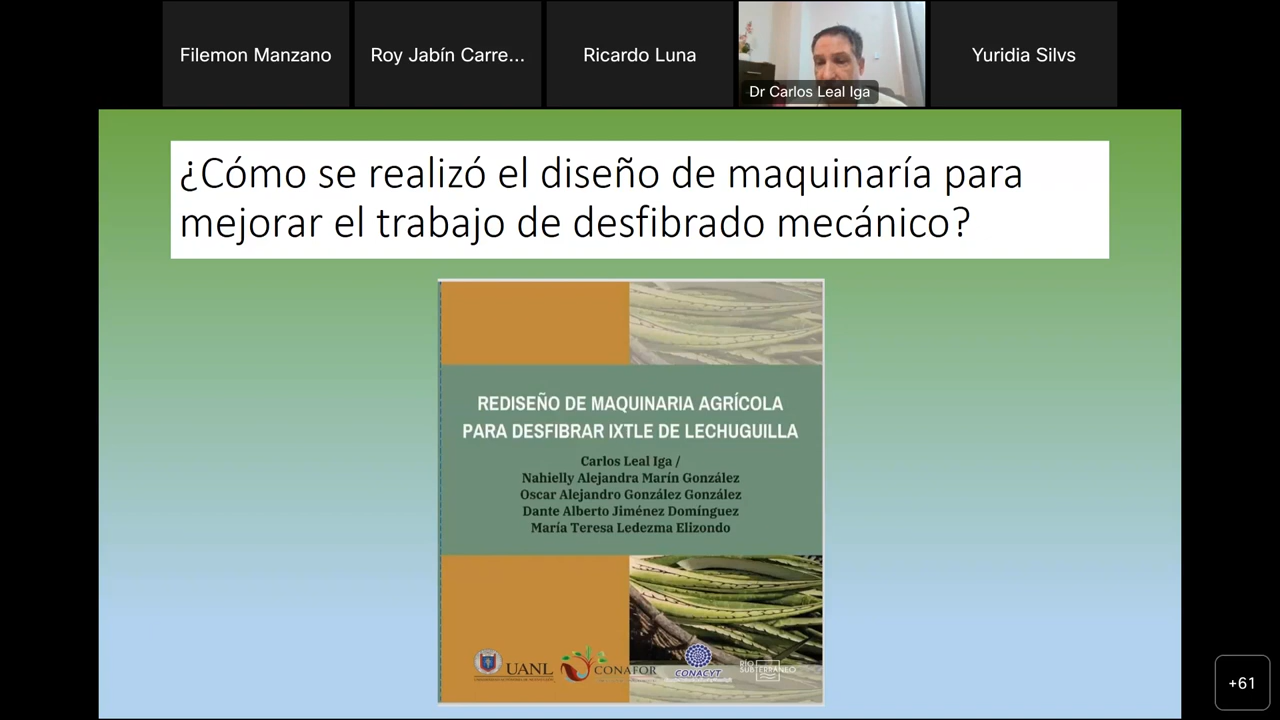 Filemon Manzano
Roy Jabín Carre...
Ricardo Luna
Dr Carlos Leal Iga
Yuridia Silvs
¿Cómo se realizó el diseño de maquinaría para
mejorar el trabajo de desfibrado mecánico?
REDISEÑO DE MAQUINARIA AGRÍCOLA
PARA DESFIBRAR IXTLE DE LECHUGUILLA
Carlos Leal Iga /
Nahielly Alejandra Marín González
Oscar Alejandro González González
Dante Alberto Jiménez Domínguez
María Teresa Ledezma Elizondo
UANL
CONAFOR
CONACYT
RÍO
SUBTERRÁNEO
+61